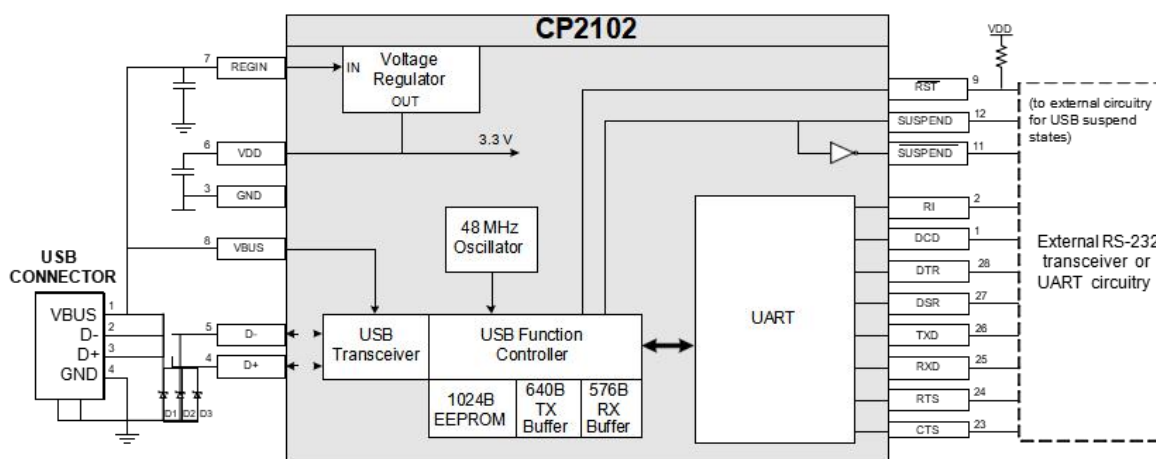 CP2102
7
REGIN
IN
Voltage
Regulator
OUT
6
VDD
3.3 V
3
GND
8
VBUS
48 MHz
Oscillator
USB
CONNECTOR
VBUS
1
D-
2
D+
3
GND
4
5
D-
4
D+
D1
D2
D3
USB
Transceiver
USB Function
Controller
1024B
EEPROM
640B
TX
Buffer
576B
RX
Buffer
UART
VDD
RST
9
SUSPEND
12
SUSPEND
11
RI
2
DCD
1
DTR
28
DSR
27
TXD
26
RXD
25
RTS
24
CTS
23
(to external circuitry
for USB suspend
states)
External RS-232
transceiver or
UART circuitry